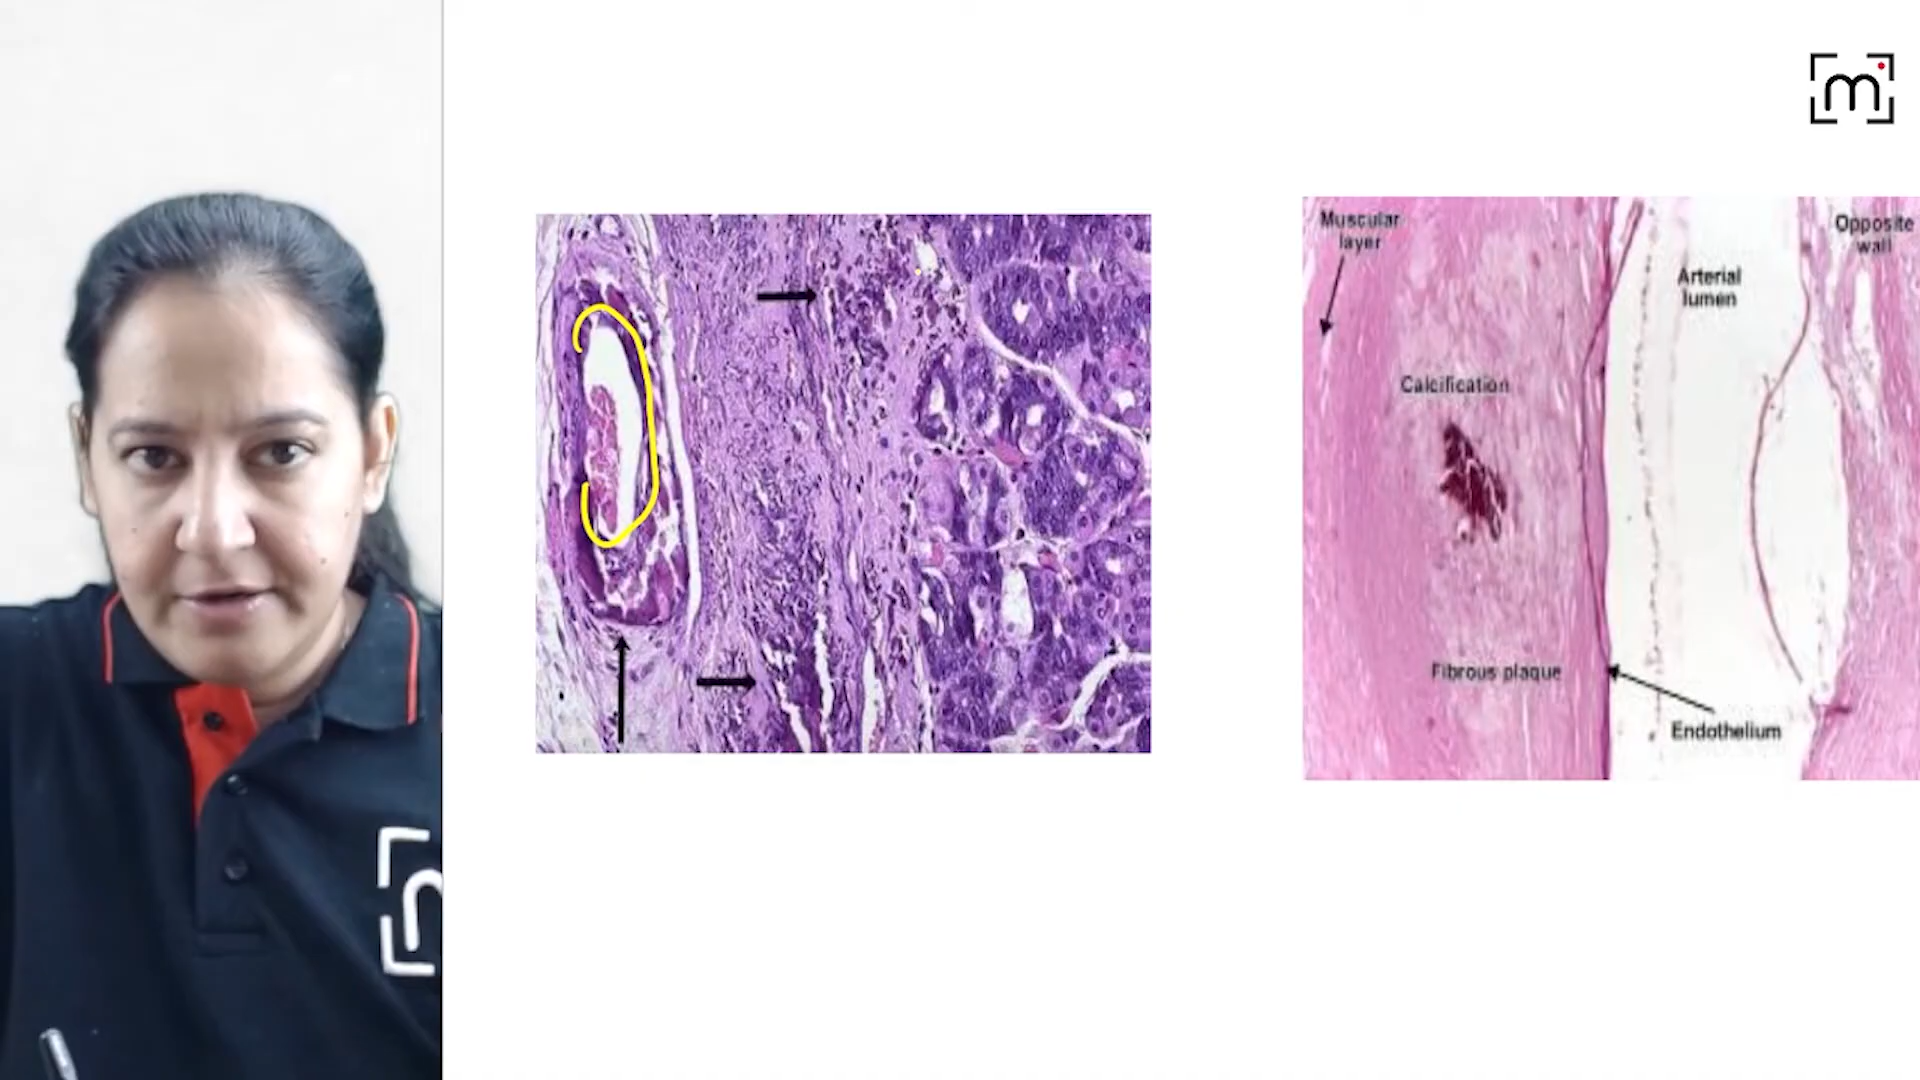 m
Muscular
layer
Opposite
wall
Arterial
lumen
Calcification
Fibrous plaque
Endothelium